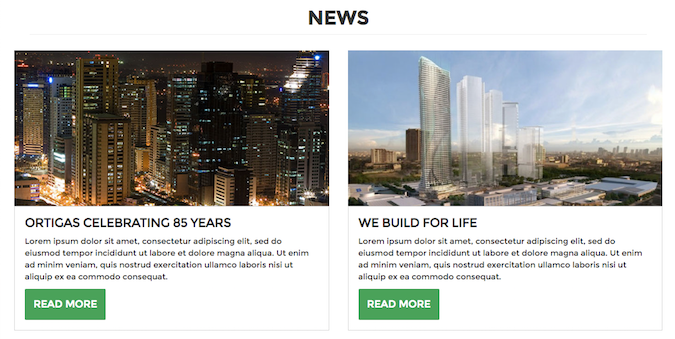 NEWS
ORTIGAS CELEBRATING 85 YEARS
Lorem ipsum dolor sit amet, consectetur adipiscing elit, sed do
eiusmod tempor incididunt ut labore et dolore magna aliqua. Ut enim
ad minim veniam, quis nostrud exercitation ullamco laboris nisi ut
aliquip ex ea commodo consequat.
READ MORE
WE BUILD FOR LIFE
Lorem ipsum dolor sit amet, consectetur adipiscing elit, sed do
eiusmod tempor incididunt ut labore et dolore magna aliqua. Ut enim
ad minim veniam, quis nostrud exercitation ullamco laboris nisi ut
aliquip ex ea commodo consequat.
READ MORE